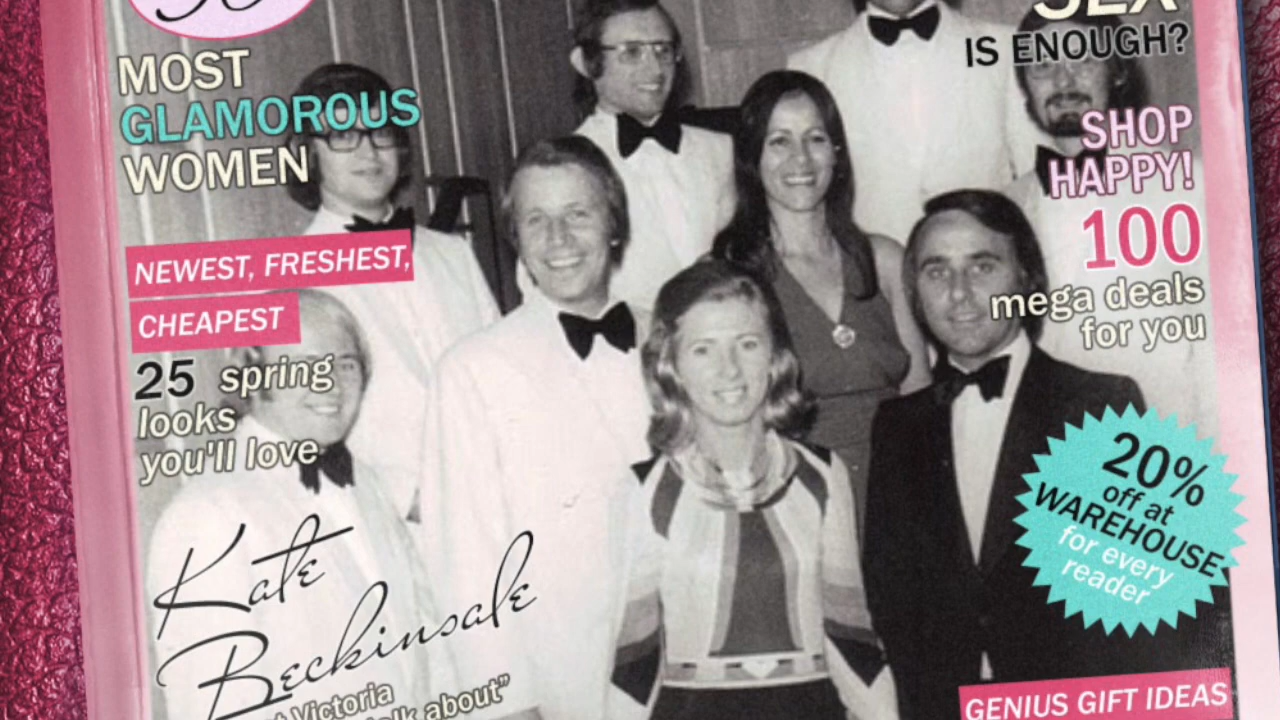 MOST
GLAMOROUS
WOMEN
NEWEST, FRESHEST,
CHEAPEST
25 spring
looks
you'll love
Kate
Beckinsale
Victoria
about”
SEX
IS ENOUGH?
SHOP
HAPPY!
100
mega deals
for you
20%
off at
WAREHOUSE
for every
reader
GENIUS GIFT IDEAS